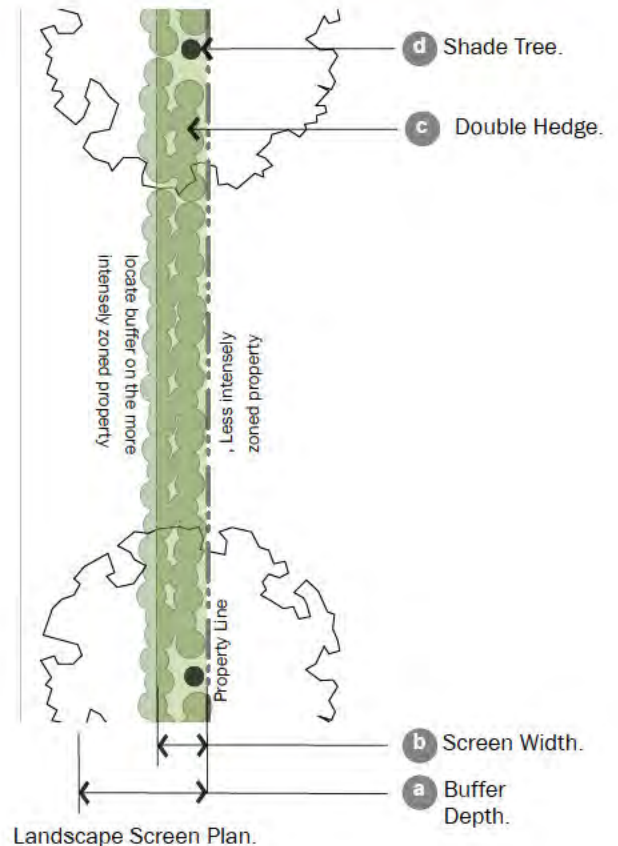 d Shade Tree.
c Double Hedge.
locate buffer on the more
intensely zoned property
, Less intensely
zoned property
Property Line
b Screen Width.
a Buffer
Depth.
Landscape Screen Plan.